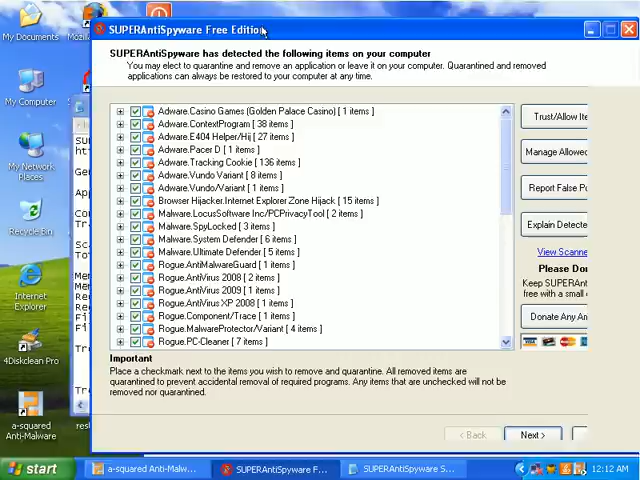 My Documents
Mozilla
SUPERAntiSpyware Free Edition
SUPERAntiSpyware has detected the following items on your computer
You may elect to quarantine and remove an application or leave it on your computer. Quarantined and removed
applications can always be restored to your computer at any time.
My Computer
My Network
Places
Recycle Bin
Internet
Explorer
4Diskclean Pro
a-squared
Anti-Malware
Adware.Casino Games (Golden Palace Casino) [ 1 items ]
Adware.ContextProgram [ 38 items ]
Adware.E404 Helper/Hij [ 27 items ]
Adware.Pacer D [ 1 items ]
Adware.Tracking Cookie [ 136 items ]
Adware.Vundo Variant [ 8 items ]
Adware.Vundo/Variant [ 1 items ]
Browser Hijacker.Internet Explorer Zone Hijack [ 15 items ]
Malware.LocusSoftware Inc/PCPrivacyTool [ 2 items ]
Malware.SpyLocked [ 3 items ]
Malware.System Defender [ 6 items ]
Malware.Ultimate Defender [ 5 items ]
Rogue.AntiMalwareGuard [ 1 items ]
Rogue.AntiVirus 2008 [ 2 items ]
Rogue.AntiVirus 2009 [ 1 items ]
Rogue.AntiVirus XP 2008 [ 1 items ]
Rogue.Component/Trace [ 1 items ]
Rogue.MalwareProtector/Variant [ 4 items ]
Rogue.PC-Cleaner [ 7 items ]
Trust/Allow Ite
Manage Allowed
Report False Po
Explain Detecte
View Scanne
Please Don
Keep SUPERAnt
free with a small
Donate Any Am
Important
Place a checkmark next to the items you wish to remove and quarantine. All removed items are
quarantined to prevent accidental removal of required programs. Any items that are unchecked will not be
removed nor quarantined.
< Back
Next >
start
a-squared Anti-Malw...
SUPERAntiSpyware F...
SUPERAntiSpyware S...
12:12 AM